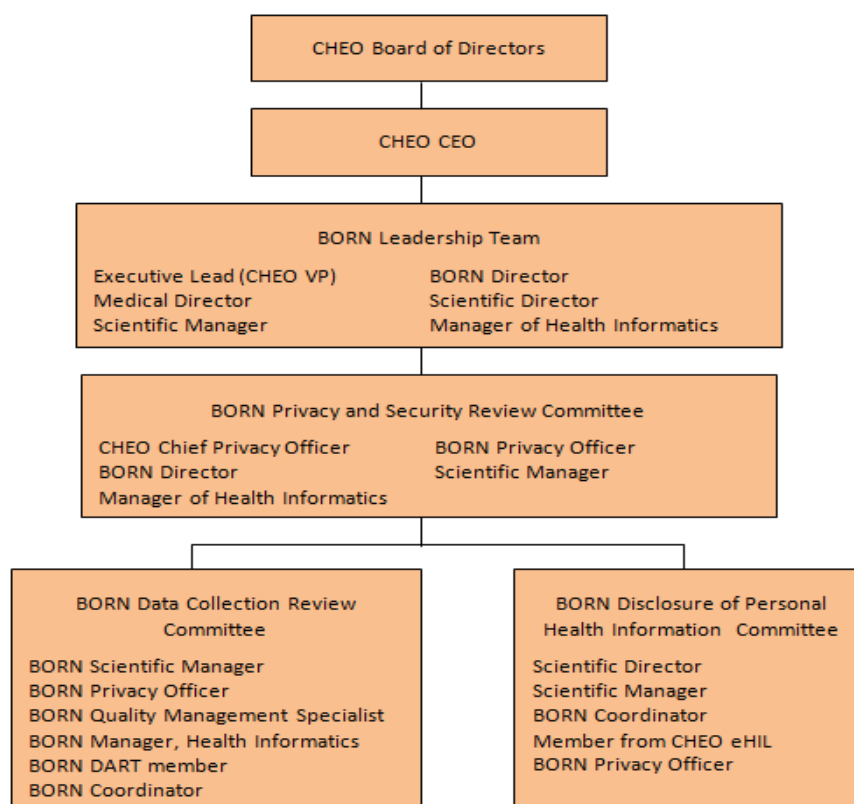 CHEO Board of Directors
CHEO CEO
BORN Leadership Team
Executive Lead (CHEO VP)
BORN Director
Medical Director
Scientific Director
Scientific Manager
Manager of Health Informatics
BORN Privacy and Security Review Committee
CHEO Chief Privacy Officer
BORN Privacy Officer
BORN Director
Scientific Manager
Manager of Health Informatics
BORN Data Collection Review
Committee
BORN Scientific Manager
BORN Privacy Officer
BORN Quality Management Specialist
BORN Manager, Health Informatics
BORN DART member
BORN Coordinator
BORN Disclosure of Personal
Health Information Committee
Scientific Director
Scientific Manager
BORN Coordinator
Member from CHEO eHIL
BORN Privacy Officer